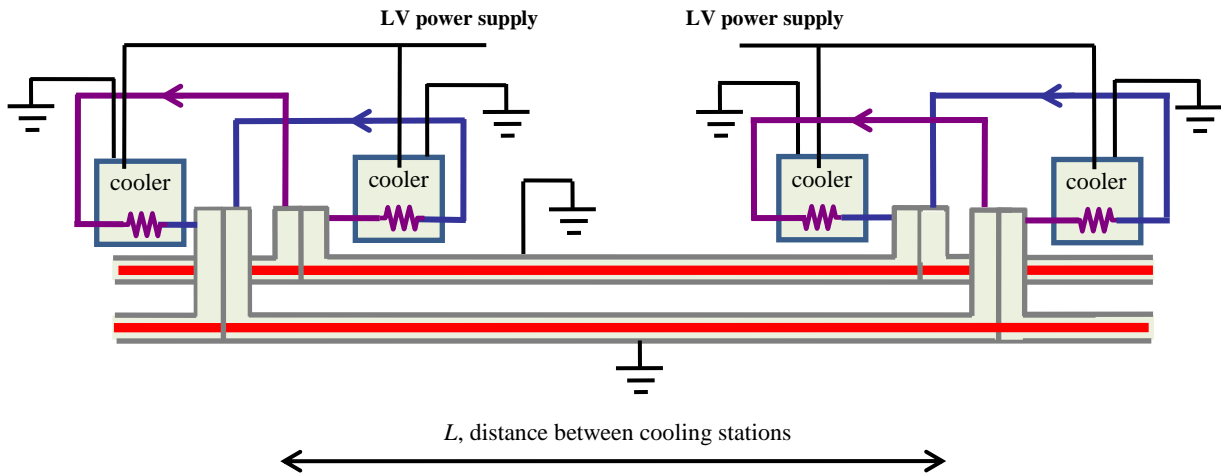 LV power supply
LV power supply
cooler
cooler
cooler
cooler
L, distance between cooling stations